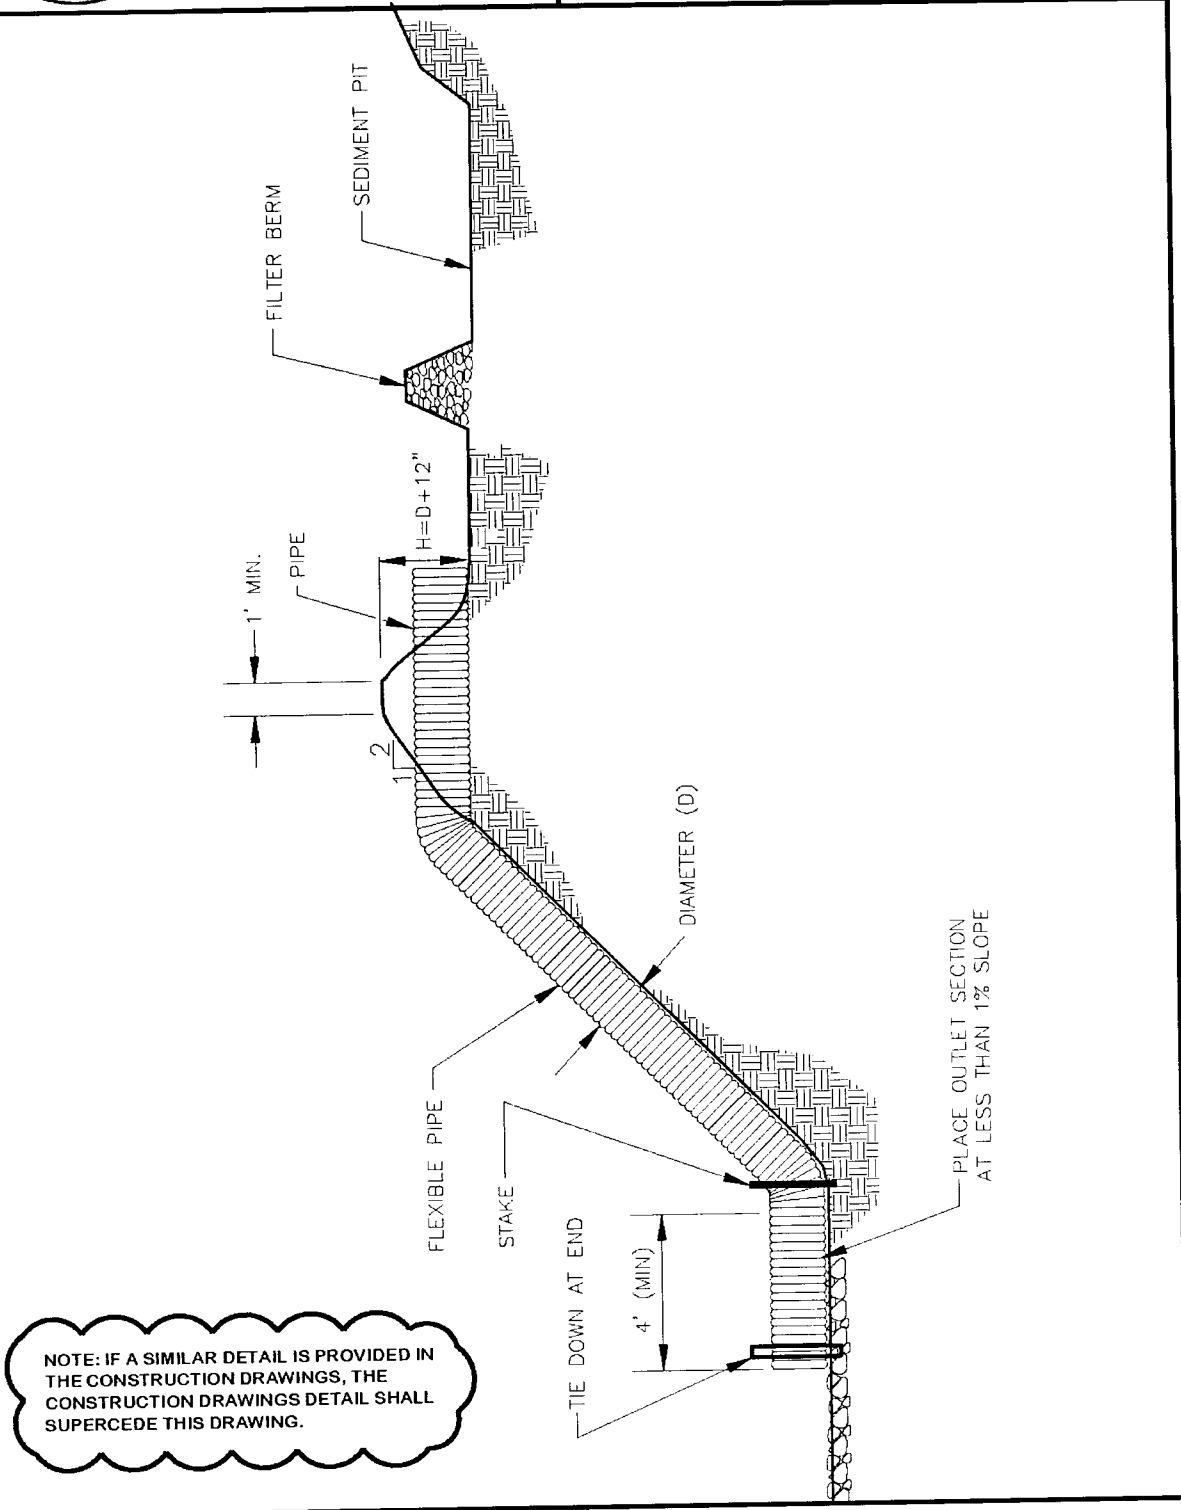 SEDIMENT PIT
FILTER BERM
H=D+12"
PIPE
1' MIN.
2
1
DIAMETER (D)
FLEXIBLE PIPE
STAKE
PLACE OUTLET SECTION
AT LESS THAN 1% SLOPE
TIE DOWN AT END
4' (MIN)
NOTE: IF A SIMILAR DETAIL IS PROVIDED IN
THE CONSTRUCTION DRAWINGS, THE
CONSTRUCTION DRAWINGS DETAIL SHALL
SUPERCEDE THIS DRAWING.